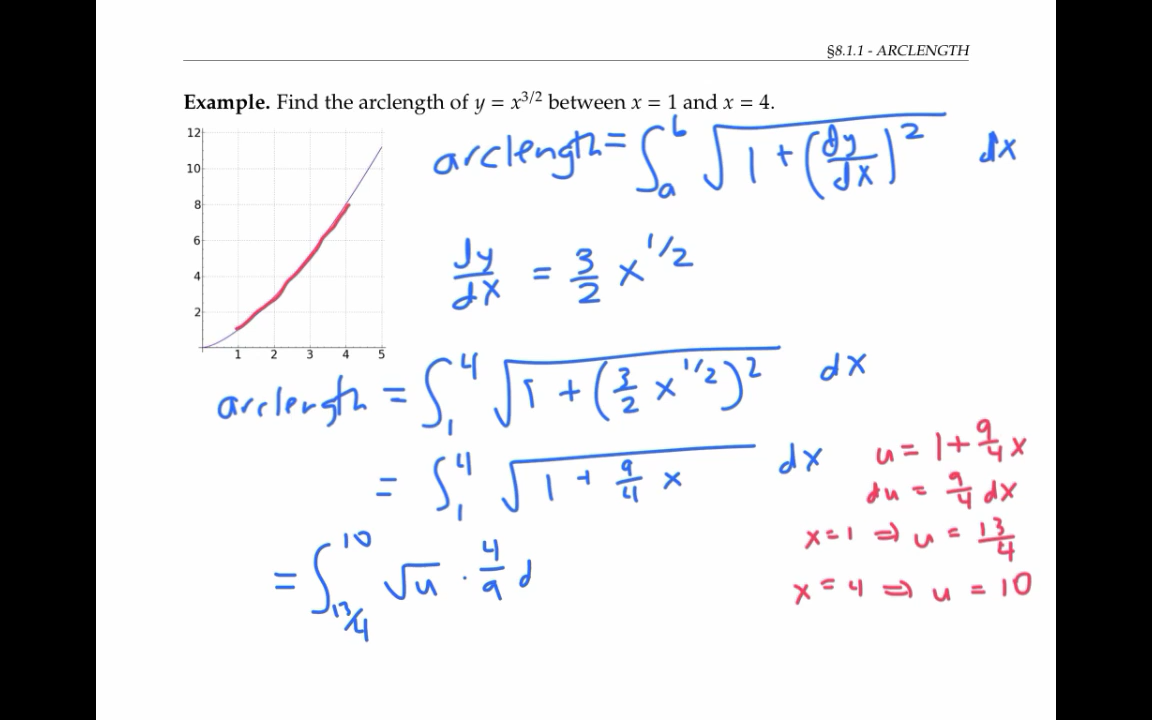 §8.1.1 - ARCLENGTH
Example. Find the arclength of y = x^{3/2} between x = 1 and x = 4.
12
10
8
6
4
2
1 2 3 4 5
arclength = ∫_a^b √(1 + (dy/dx)^2) dx
dy/dx = 3/2 x^{1/2}
arclength = ∫_1^4 √(1 + (3/2 x^{1/2})^2) dx
= ∫_1^4 √(1 + 9/4 x) dx
u = 1 + 9/4 x
du = 9/4 dx
x = 1 ⇒ u = 13/4
x = 4 ⇒ u = 10
= ∫_{13/4}^{10} √u · 4/9 d